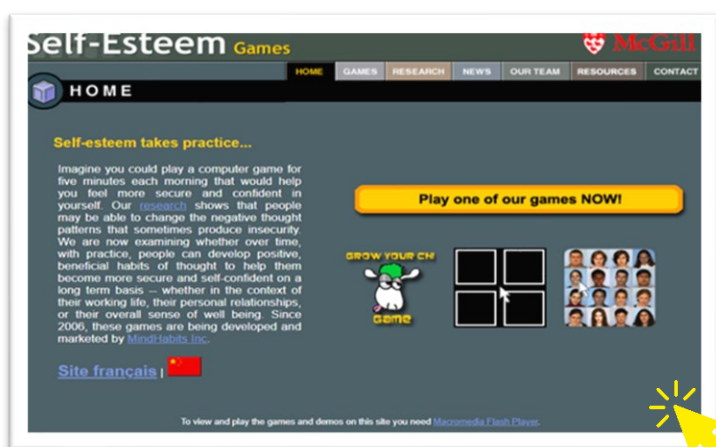 Self-Esteem Games
McGill
HOME GAMES RESEARCH NEWS OUR TEAM RESOURCES CONTACT
HOME
Self-esteem takes practice...
Imagine you could play a computer game for
five minutes each morning that would help
you feel more secure and confident in
yourself. Our research shows that people
may be able to change the negative thought
patterns that sometimes produce insecurity.
We are now examining whether over time,
with practice, people can develop positive,
beneficial habits of thought to help them
become more secure and self-confident on a
long term basis – whether in the context of
their working life, their personal relationships,
or their overall sense of well being. Since
2006, these games are being developed and
marketed by MindHabits Inc.
Site français |
Play one of our games NOW!
GROW YOUR CHI
Game
To view and play the games and demos on this site you need Macromedia Flash Player.